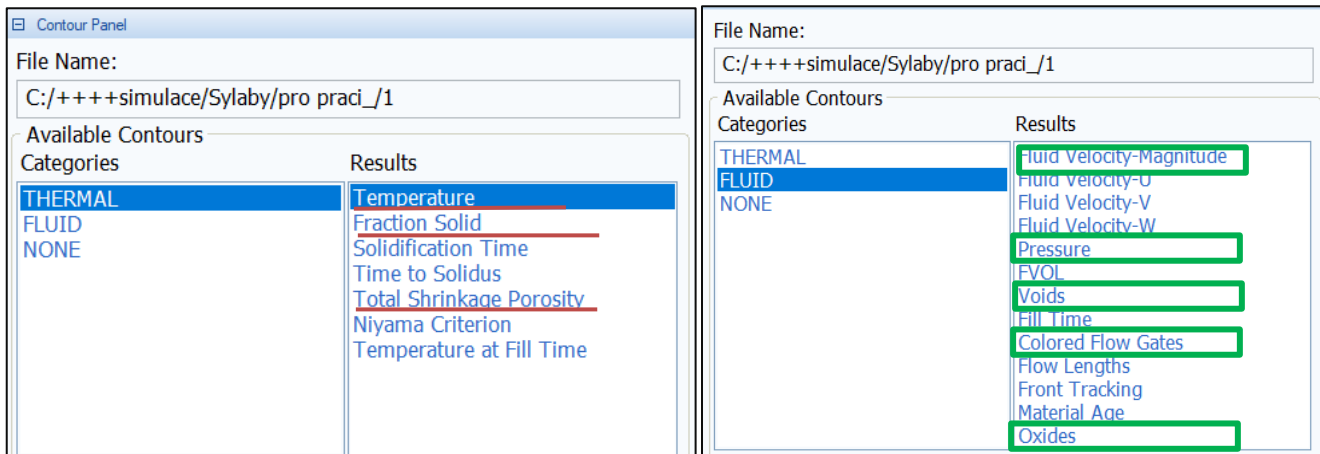 Contour Panel
File Name:
C:/++++simulace/Sylaby/pro praci_/1
Available Contours
Categories
Results
THERMAL
FLUID
NONE
Temperature
Fraction Solid
Solidification Time
Time to Solidus
Total Shrinkage Porosity
Niyama Criterion
Temperature at Fill Time
File Name:
C:/++++simulace/Sylaby/pro praci_/1
Available Contours
Categories
Results
THERMAL
FLUID
NONE
Fluid Velocity-Magnitude
Fluid Velocity-U
Fluid Velocity-V
Fluid Velocity-W
Pressure
FVOL
Voids
Fill Time
Colored Flow Gates
Flow Lengths
Front Tracking
Material Age
Oxides